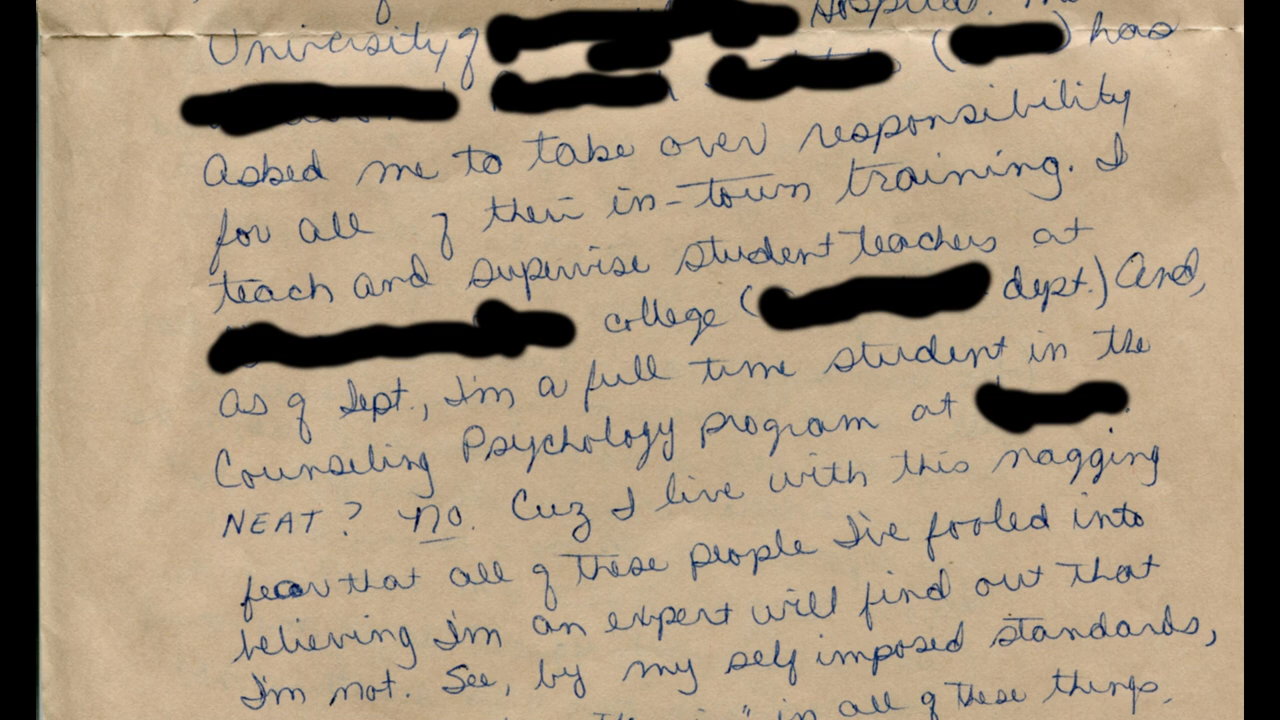 Hospital.
University of ( ) has
asked me to take over responsibility
for all of their in-town training. I
teach and supervise student teachers at
college ( dept.) And,
as of Sept., I'm a full time student in the
Counseling Psychology program at
NEAT? no. Cuz I live with this nagging
fear that all of these people I've fooled into
believing I'm an expert will find out that
I'm not. See, by my self imposed standards,
in all of these things,